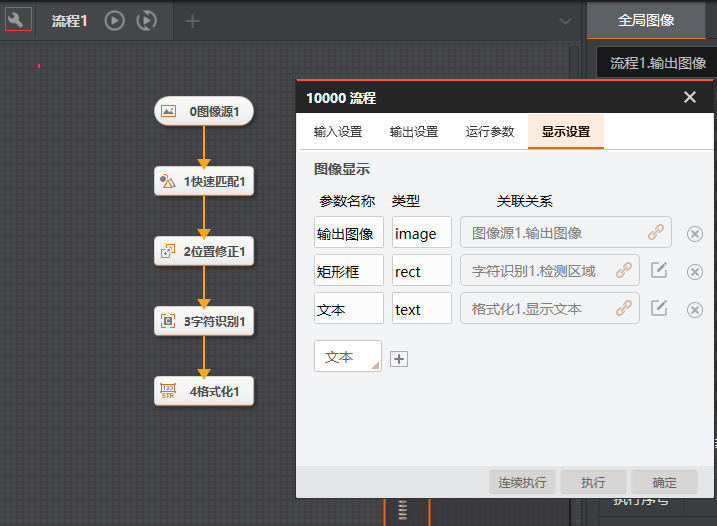 流程1
全局图像
流程1.输出图像
0图像源1
1快速匹配1
2位置修正1
3字符识别1
4格式化1
10000 流程
输入设置 输出设置 运行参数 显示设置
图像显示
参数名称 类型 关联关系
输出图像 image 图像源1.输出图像
矩形框 rect 字符识别1.检测区域
文本 text 格式化1.显示文本
文本
连续执行 执行 确定
执行序号